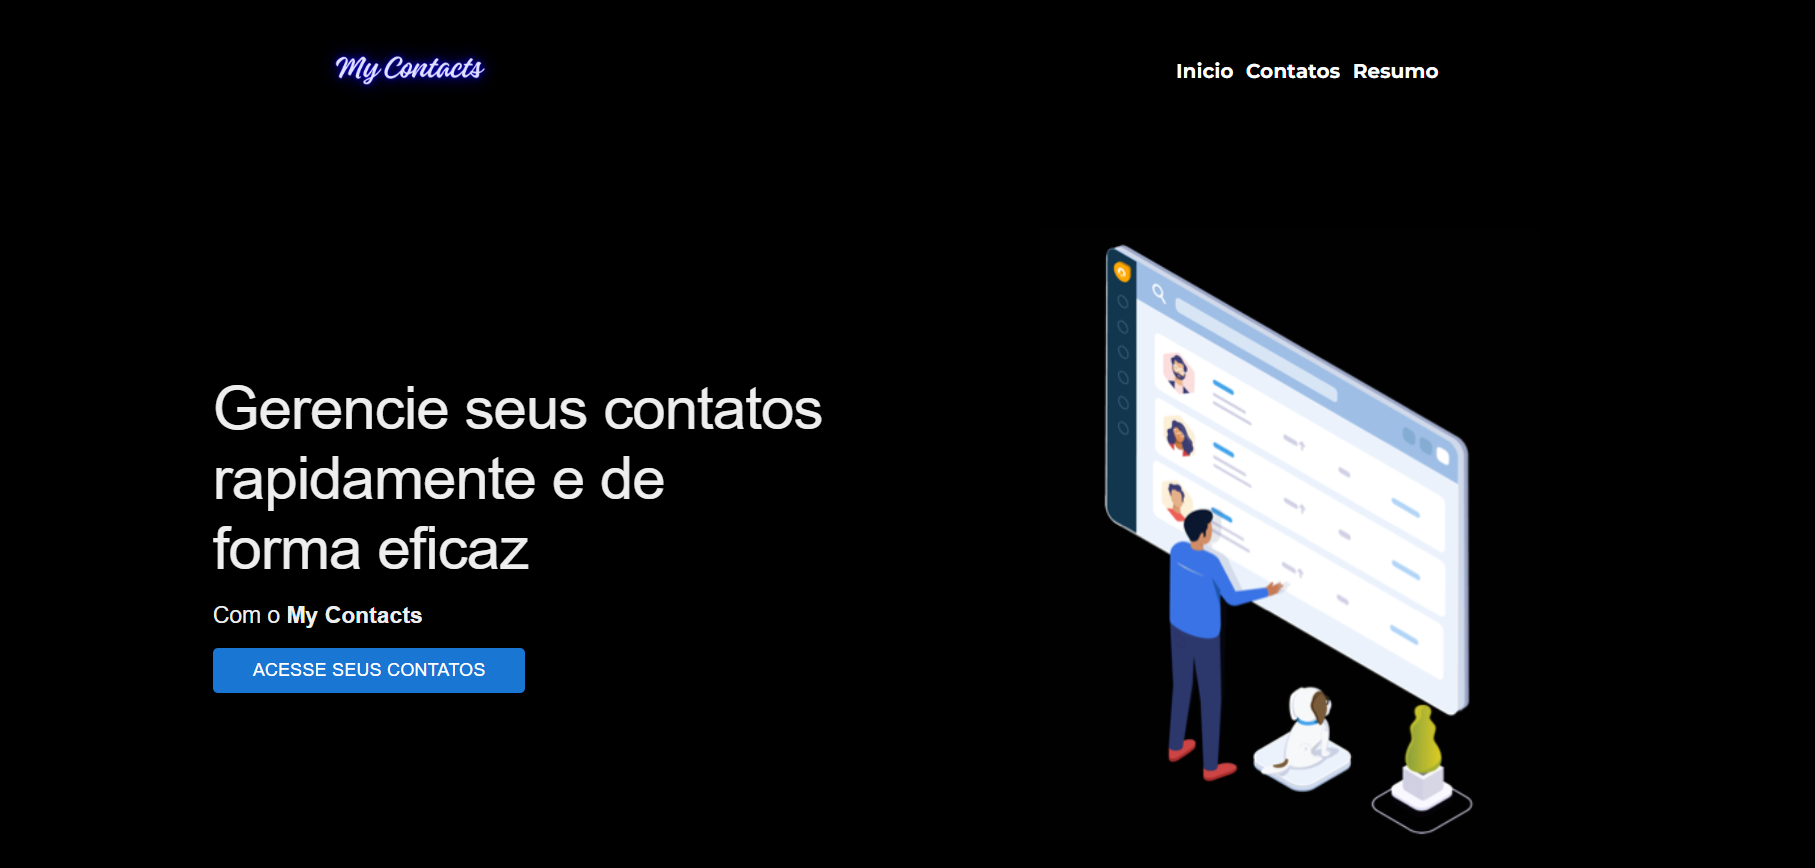 My Contacts
Inicio Contatos Resumo
Gerencie seus contatos
rapidamente e de
forma eficaz
Com o My Contacts
ACESSE SEUS CONTATOS